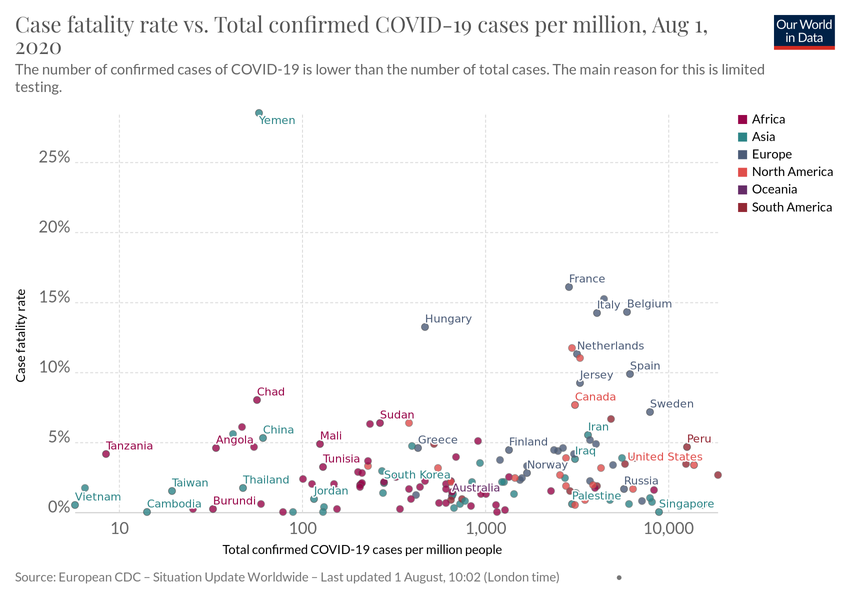 Case fatality rate vs. Total confirmed COVID-19 cases per million, Aug 1,
2020
Our World
in Data
The number of confirmed cases of COVID-19 is lower than the number of total cases. The main reason for this is limited
testing.
Africa
Asia
Europe
North America
Oceania
South America
Case fatality rate
25%
20%
15%
10%
5%
0%
Yemen
France
Italy
Belgium
Hungary
Netherlands
Spain
Jersey
Chad
Canada
Sweden
Sudan
China
Iran
Mali
Angola
Greece
Finland
Peru
Tanzania
Iraq
United States
Tunisia
Norway
South Korea
Taiwan
Thailand
Russia
Australia
Jordan
Vietnam
Palestine
Burundi
Cambodia
Singapore
10
100
1,000
10,000
Total confirmed COVID-19 cases per million people
Source: European CDC – Situation Update Worldwide – Last updated 1 August, 10:02 (London time)